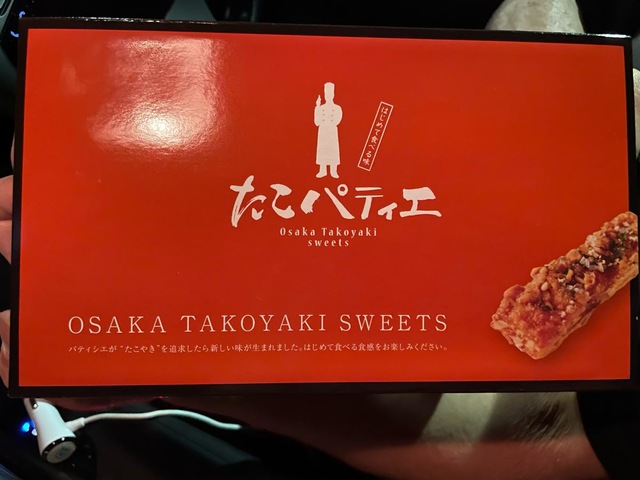 はじめて食べる味
たこパティエ
Osaka Takoyaki
sweets
OSAKA TAKOYAKI SWEETS
パティシエが“たこやき”を追求したら新しい味が生まれました。はじめて食べる食感をお楽しみください。